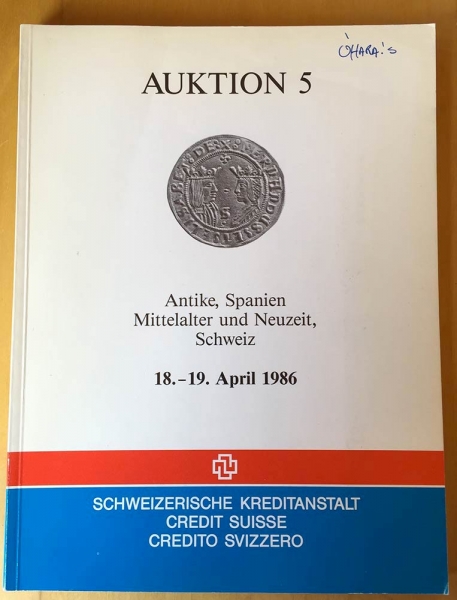 O'HARA'S
AUKTION 5
S
Antike, Spanien
Mittelalter und Neuzeit,
Schweiz
18.–19. April 1986
SCHWEIZERISCHE KREDITANSTALT
CREDIT SUISSE
CREDITO SVIZZERO